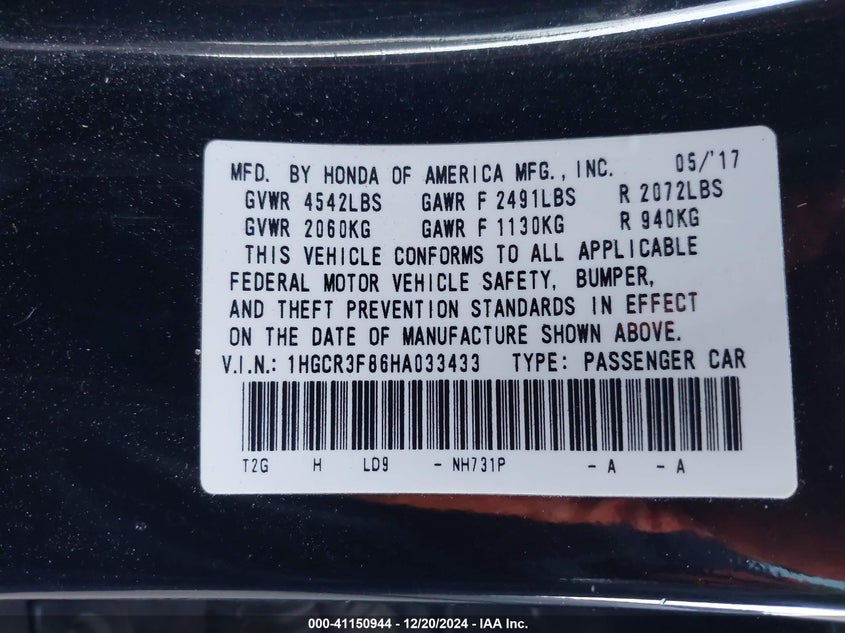 MFD. BY HONDA OF AMERICA MFG., INC. 05/'17
GVWR 4542LBS GAWR F 2491LBS R 2072LBS
GVWR 2060KG GAWR F 1130KG R 940KG
THIS VEHICLE CONFORMS TO ALL APPLICABLE
FEDERAL MOTOR VEHICLE SAFETY, BUMPER,
AND THEFT PREVENTION STANDARDS IN EFFECT
ON THE DATE OF MANUFACTURE SHOWN ABOVE.
V.I.N.: 1HGCR3F86HA033433 TYPE: PASSENGER CAR
T2G H LD9 - NH731P - A - A
000-41150944 - 12/20/2024 - IAA Inc.